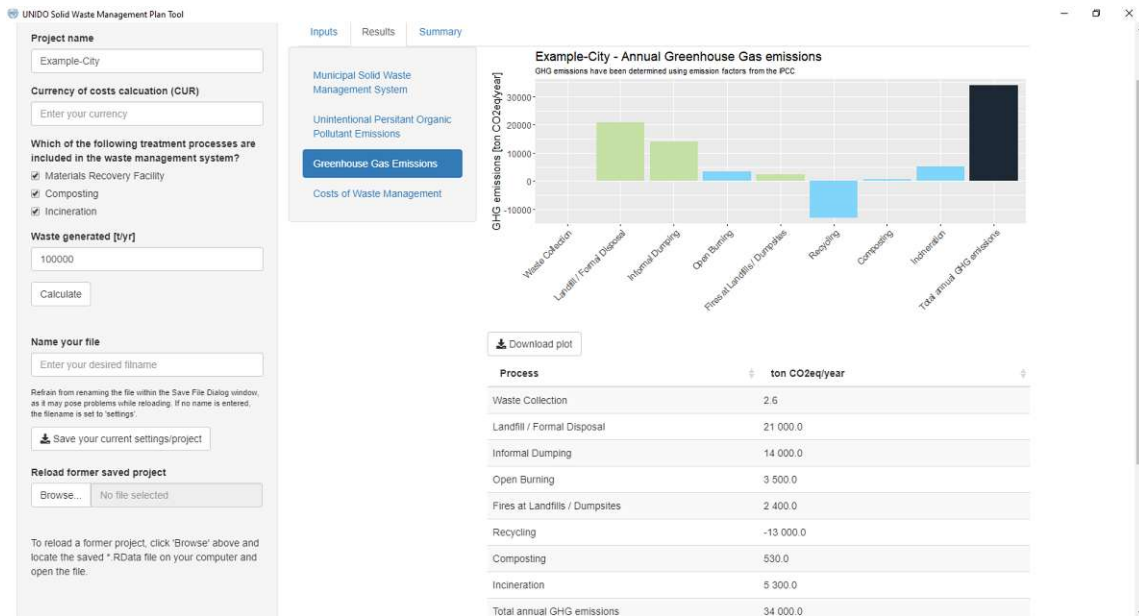 UNIDO Solid Waste Management Plan Tool
Project name
Example-City
Currency of costs calcuation (CUR)
Enter your currency
Which of the following treatment processes are
included in the waste management system?
Materials Recovery Facility
Composting
Incineration
Waste generated [t/yr]
100000
Calculate
Name your file
Enter your desired filname
Refrain from renaming the file within the Save File Dialog window,
as it may pose problems while reloading. If no name is entered,
the filename is set to 'settings'.
Save your current settings/project
Reload former saved project
Browse... No file selected
To reload a former project, click 'Browse' above and
locate the saved *.RData file on your computer and
open the file.
Inputs Results Summary
Municipal Solid Waste
Management System
Unintentional Persitant Organic
Pollutant Emissions
Greenhouse Gas Emissions
Costs of Waste Management
Example-City - Annual Greenhouse Gas emissions
GHG emissions have been determined using emission factors from the IPCC
GHG emissions [ton CO2eq/year]
30000
20000
10000
0
-10000
Waste Collection
Landfill / Formal Disposal
Informal Dumping
Open Burning
Fires at Landfills / Dumpsites
Recycling
Composting
Incineration
Total annual GHG emissions
Download plot
Process ton CO2eq/year
Waste Collection 2.6
Landfill / Formal Disposal 21 000.0
Informal Dumping 14 000.0
Open Burning 3 500.0
Fires at Landfills / Dumpsites 2 400.0
Recycling -13 000.0
Composting 530.0
Incineration 5 300.0
Total annual GHG emissions 34 000.0